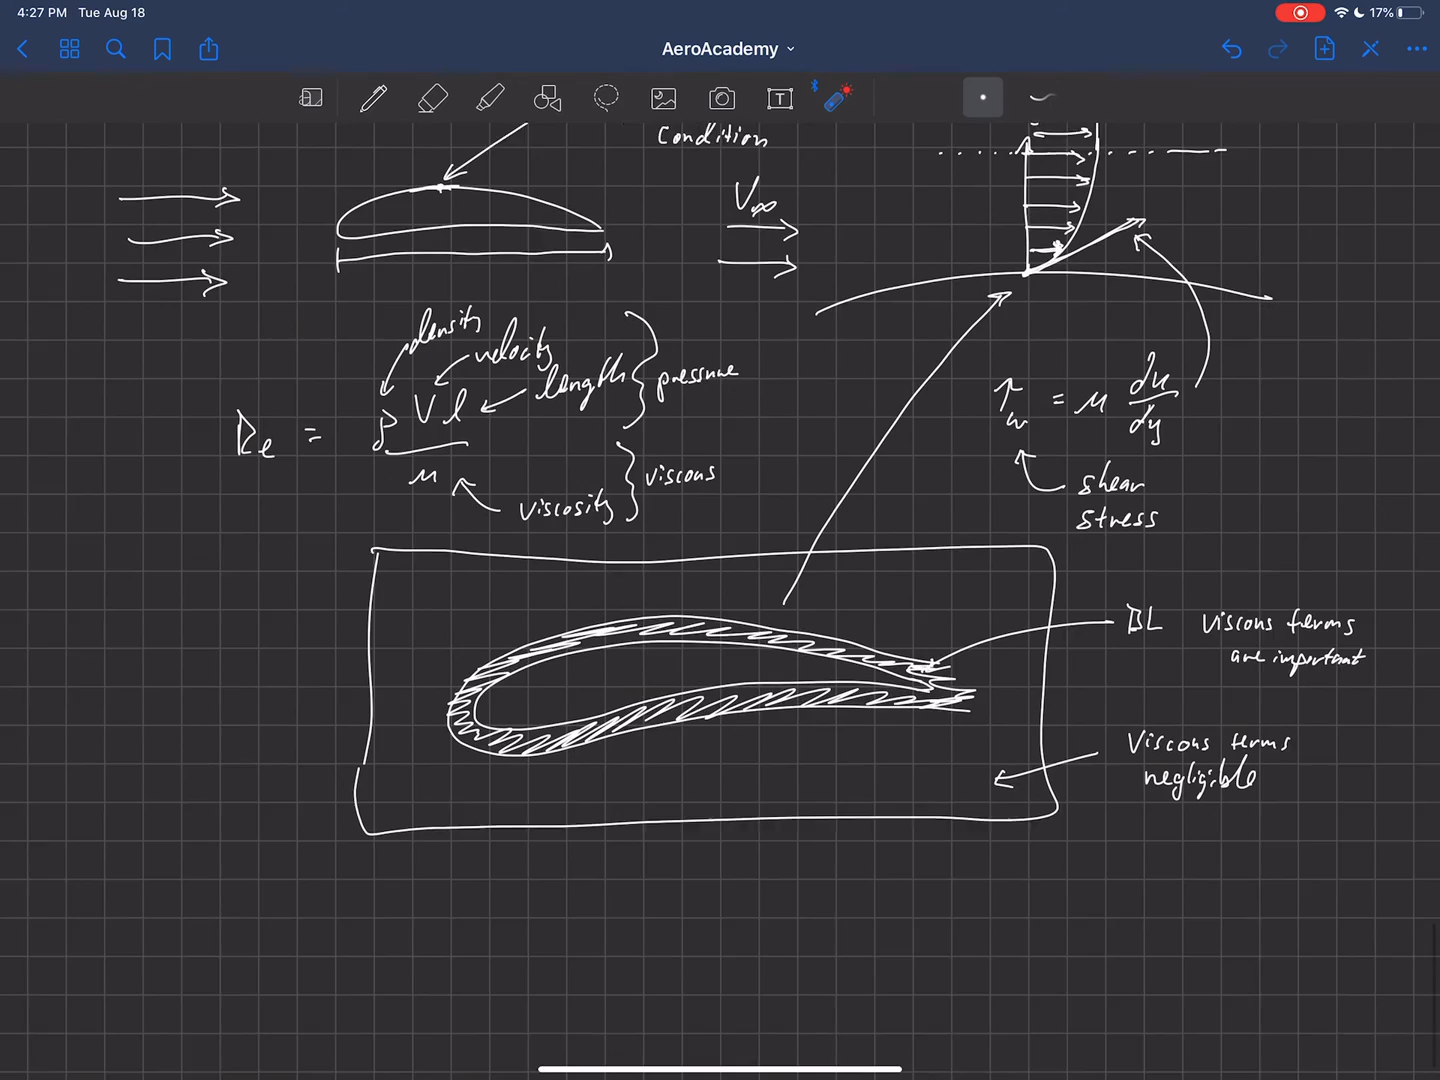 4:27 PM Tue Aug 18
17%
AeroAcademy
T
Condition
V∞
density
velocity
length
pressure
Re = ρVl
μ
viscosity
viscous
τw = μ du
dy
shear
stress
BL viscous terms
are important
Viscous terms
negligible